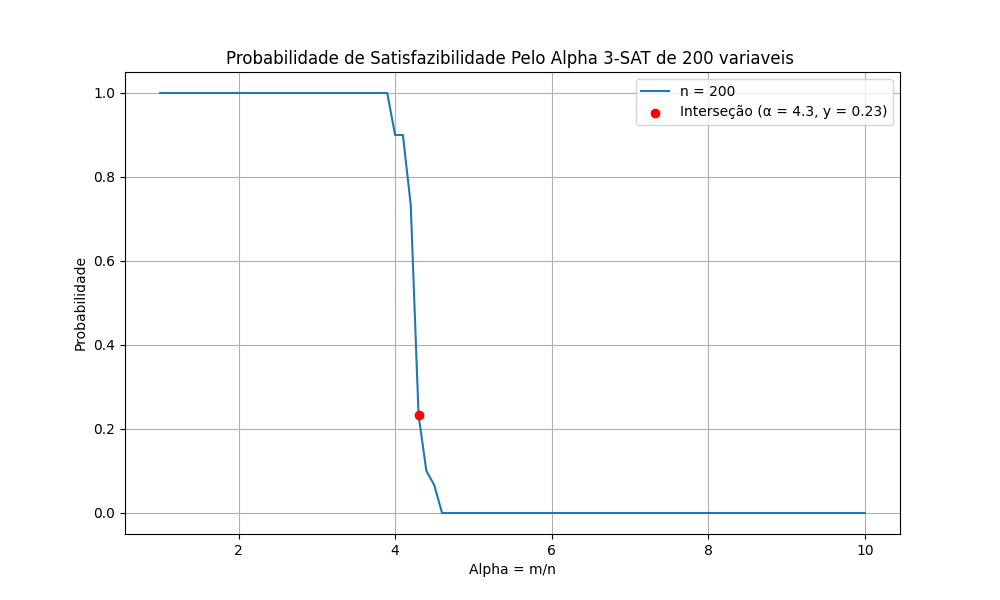 Probabilidade de Satisfazibilidade Pelo Alpha 3-SAT de 200 variaveis
n = 200
Interseção (α = 4.3, y = 0.23)
1.0
0.8
0.6
0.4
0.2
0.0
Probabilidade
2
4
6
8
10
Alpha = m/n